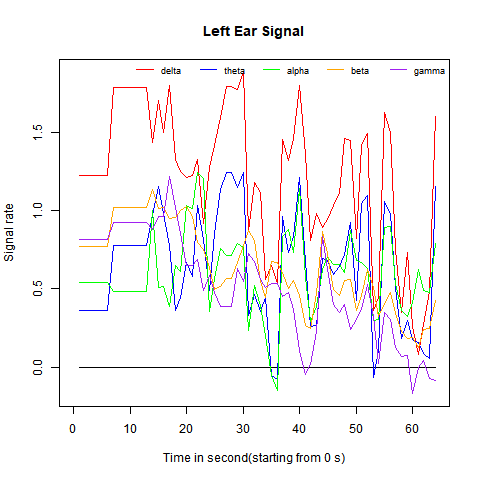 Left Ear Signal
delta theta alpha beta gamma
Signal rate
0.0 0.5 1.0 1.5
0 10 20 30 40 50 60
Time in second(starting from 0 s)